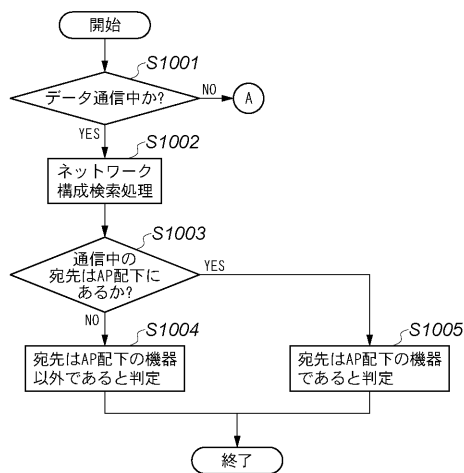 開始
S1001
データ通信中か?
NO
A
YES
S1002
ネットワーク
構成検索処理
S1003
通信中の
宛先はAP配下に
あるか?
YES
NO
S1004
宛先はAP配下の機器
以外であると判定
S1005
宛先はAP配下の機器
であると判定
終了